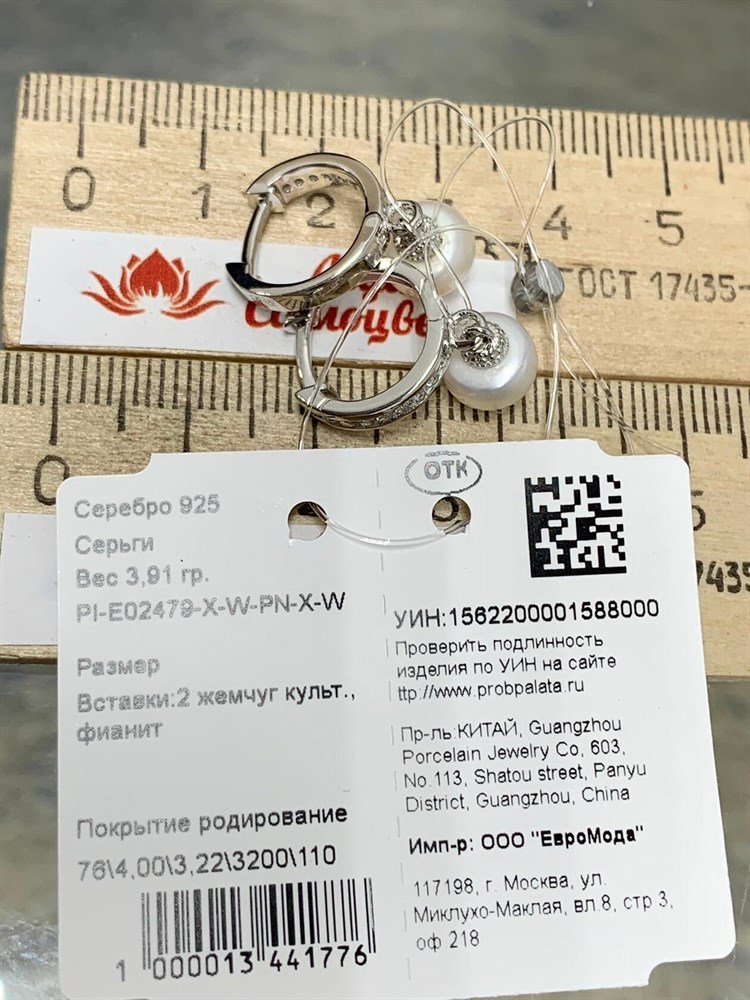 0 1 2 4 5
ГОСТ 17435-
Самоцве
0
5
7435
ОТК
Серебро 925
Серьги
Вес 3,91 гр.
PI-E02479-X-W-PN-X-W
Размер
Вставки:2 жемчуг культ.,
фианит
Покрытие родирование
76\4,00\3,22\3200\110
1 000013 441776
УИН:1562200001588000
Проверить подлинность
изделия по УИН на сайте
ttp://www.probpalata.ru
Пр-ль:КИТАЙ, Guangzhou
Porcelain Jewelry Co, 603,
No.113, Shatou street, Panyu
District, Guangzhou, China
Имп-р: ООО "ЕвроМода"
117198, г. Москва, ул.
Миклухо-Маклая, вл.8, стр 3,
оф 218